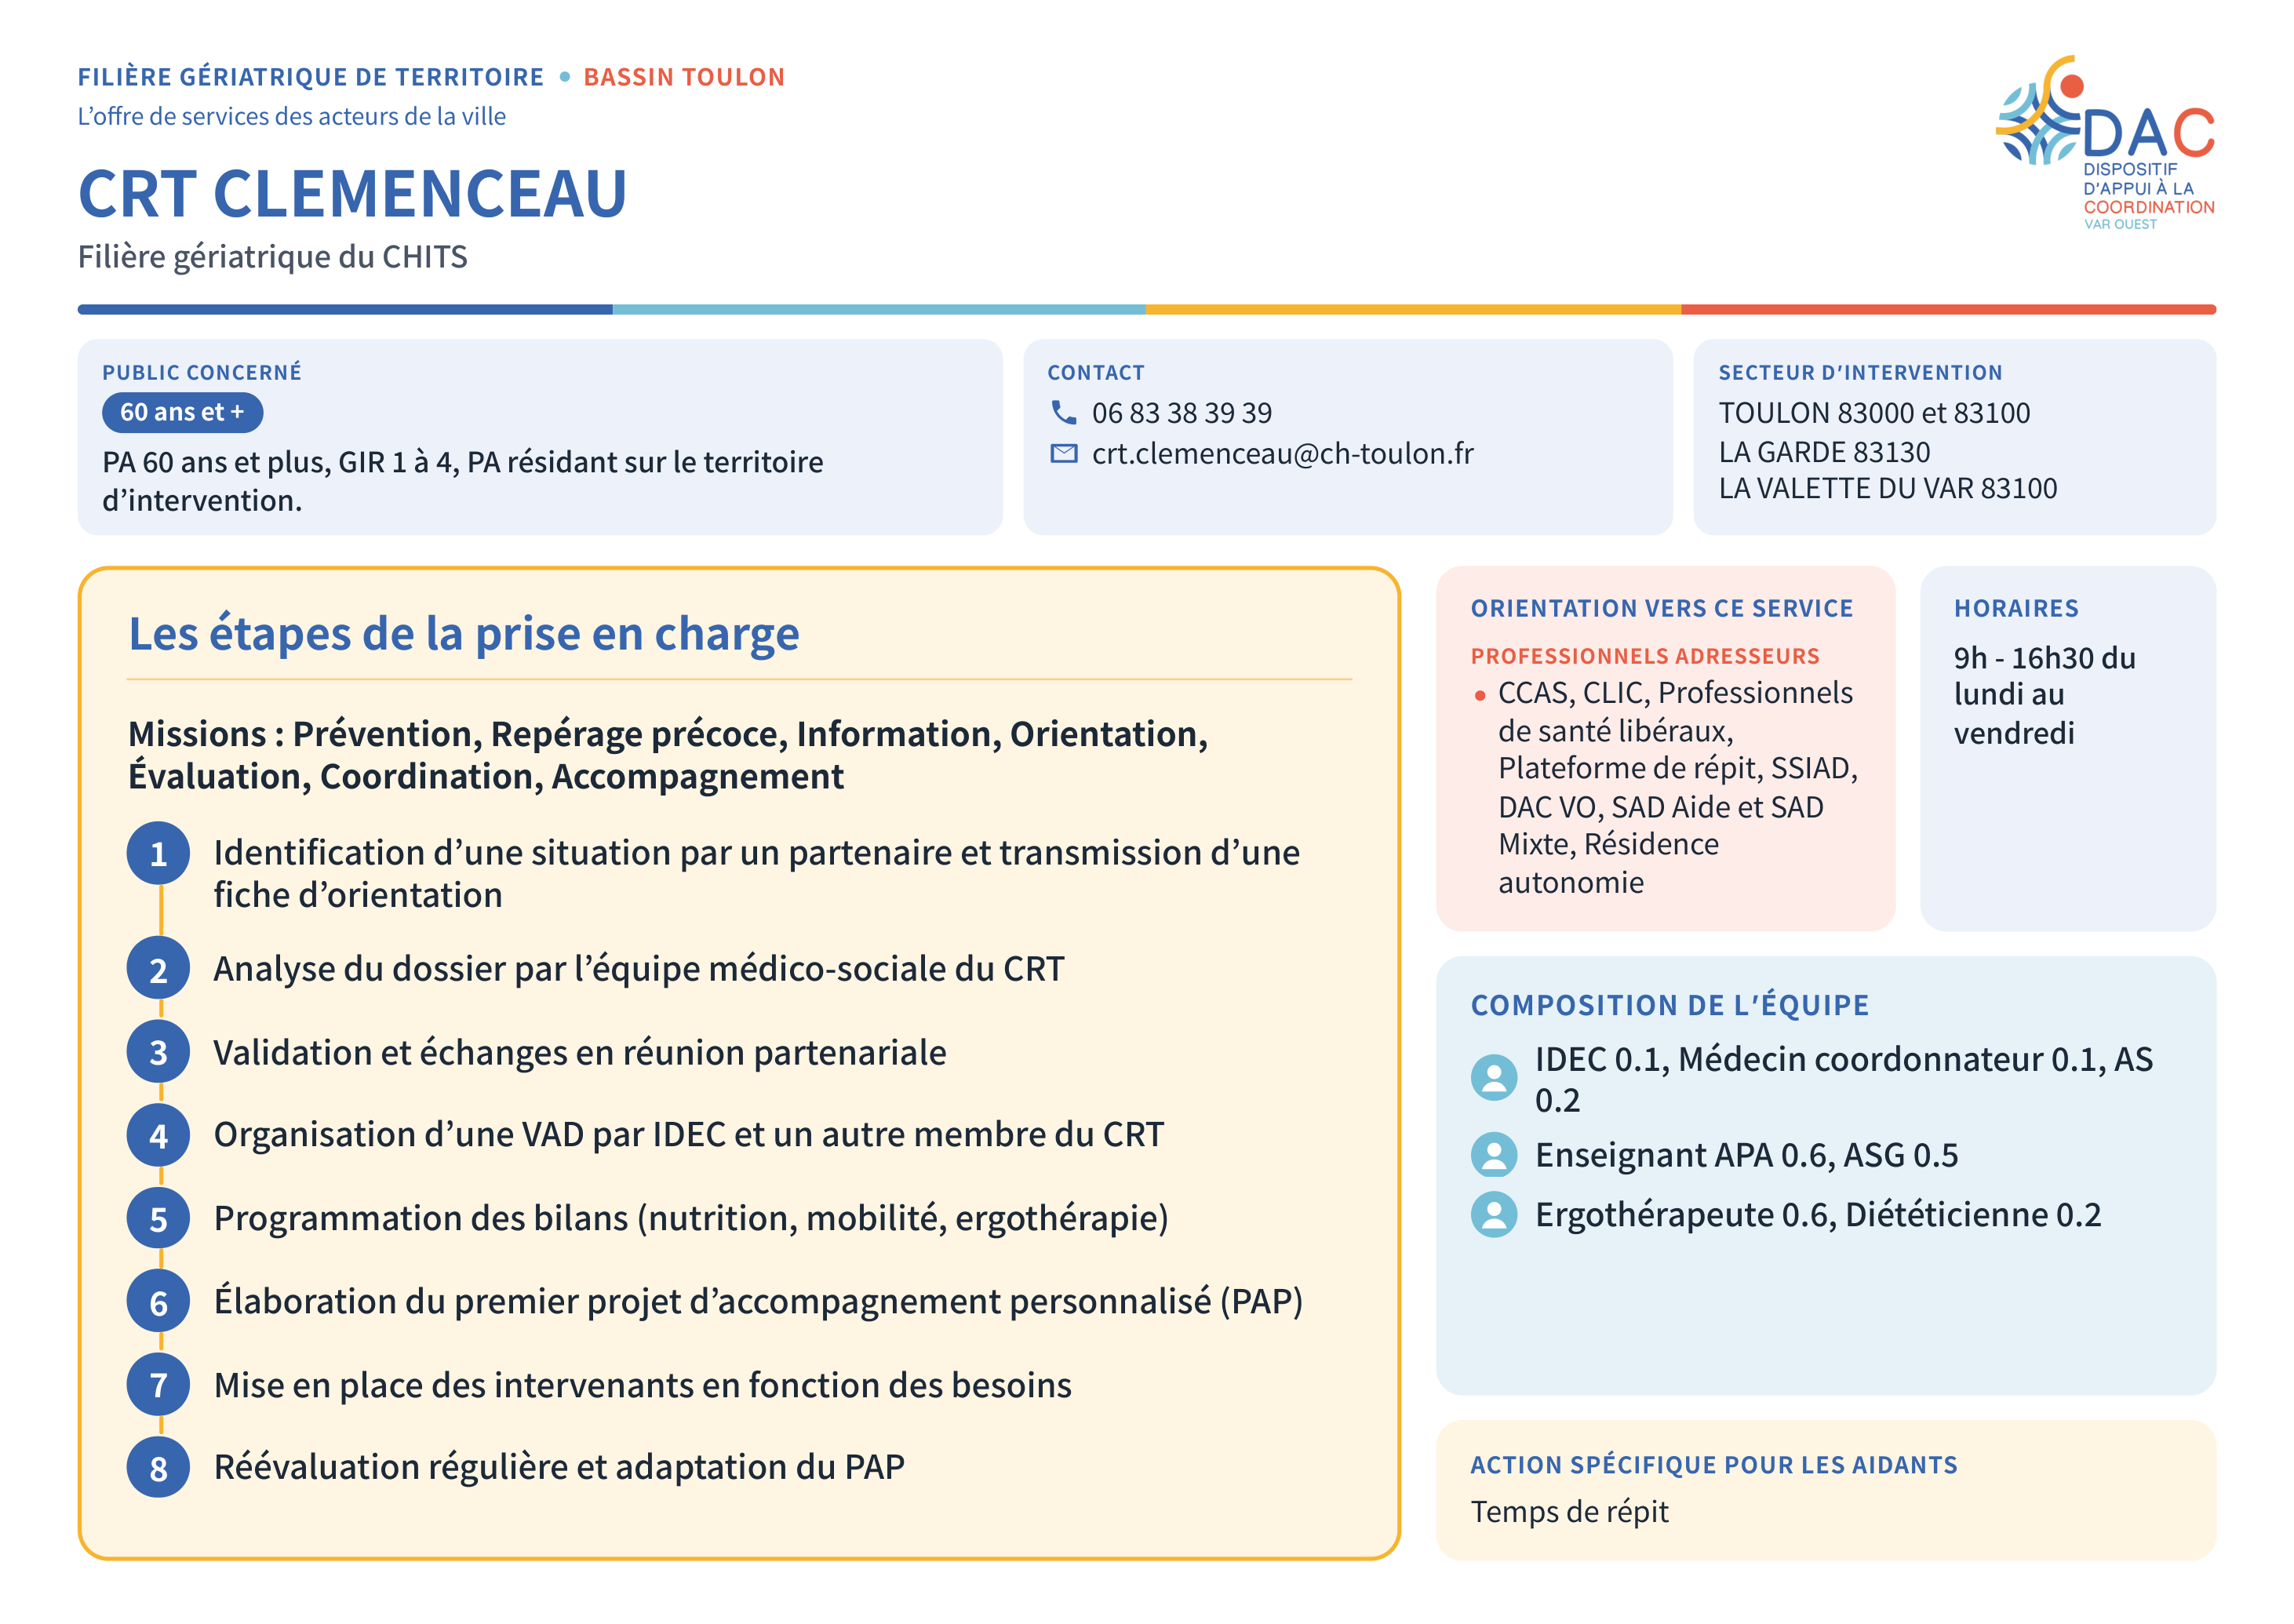 FILIÈRE GÉRIATRIQUE DE TERRITOIRE • BASSIN TOULON
L’offre de services des acteurs de la ville
CRT CLEMENCEAU
Filière gériatrique du CHITS
DAC
DISPOSITIF
D'APPUI À LA
COORDINATION
VAR OUEST
PUBLIC CONCERNÉ
60 ans et +
PA 60 ans et plus, GIR 1 à 4, PA résidant sur le territoire
d’intervention.
CONTACT
06 83 38 39 39
crt.clemenceau@ch-toulon.fr
SECTEUR D'INTERVENTION
TOULON 83000 et 83100
LA GARDE 83130
LA VALETTE DU VAR 83100
Les étapes de la prise en charge
Missions : Prévention, Repérage précoce, Information, Orientation,
Évaluation, Coordination, Accompagnement
1 Identification d’une situation par un partenaire et transmission d’une
fiche d’orientation
2 Analyse du dossier par l’équipe médico-sociale du CRT
3 Validation et échanges en réunion partenariale
4 Organisation d’une VAD par IDEC et un autre membre du CRT
5 Programmation des bilans (nutrition, mobilité, ergothérapie)
6 Élaboration du premier projet d’accompagnement personnalisé (PAP)
7 Mise en place des intervenants en fonction des besoins
8 Réévaluation régulière et adaptation du PAP
ORIENTATION VERS CE SERVICE
PROFESSIONNELS ADRESSEURS
• CCAS, CLIC, Professionnels
de santé libéraux,
Plateforme de répit, SSIAD,
DAC VO, SAD Aide et SAD
Mixte, Résidence
autonomie
HORAIRES
9h - 16h30 du
lundi au
vendredi
COMPOSITION DE L'ÉQUIPE
IDEC 0.1, Médecin coordonnateur 0.1, AS
0.2
Enseignant APA 0.6, ASG 0.5
Ergothérapeute 0.6, Diététicienne 0.2
ACTION SPÉCIFIQUE POUR LES AIDANTS
Temps de répit